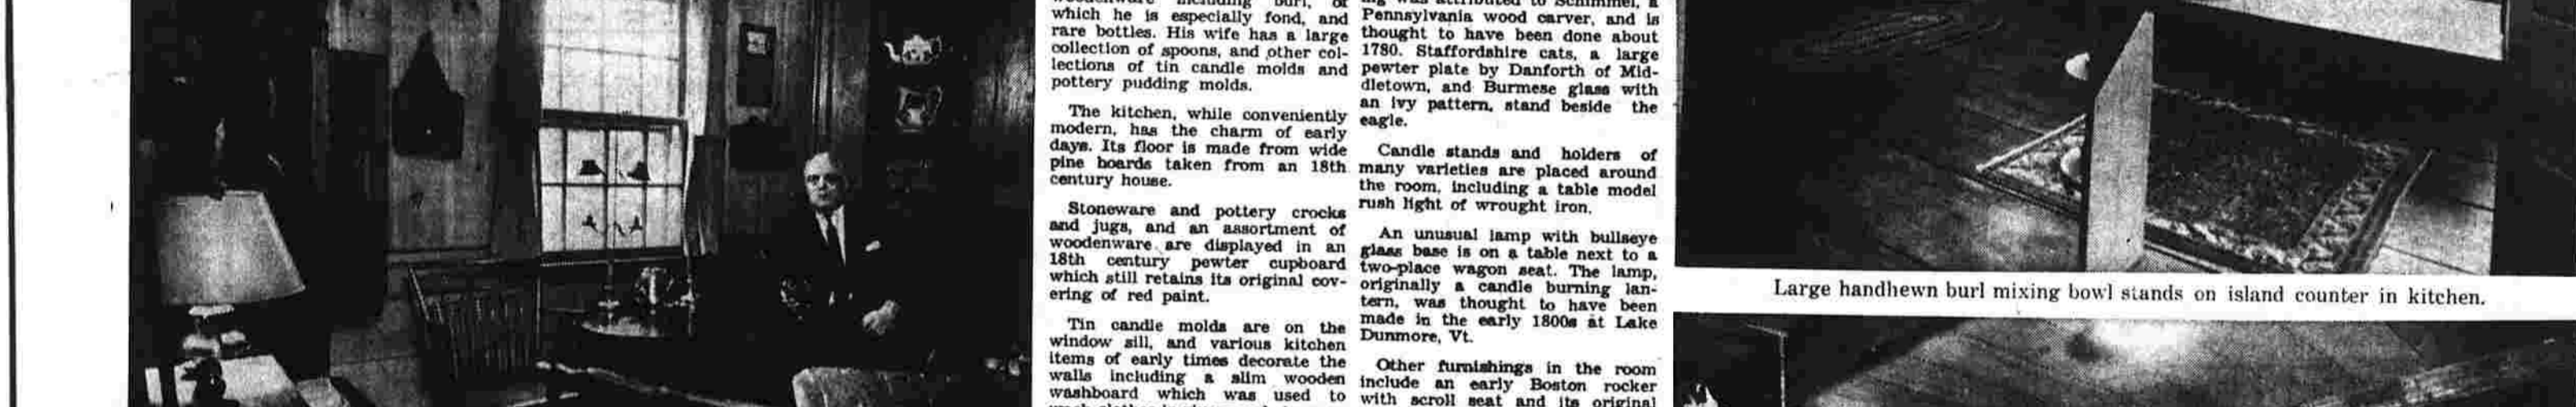 woodenware including burl, of
which he is especially fond, and
rare bottles. His wife has a large
collection of spoons, and other col-
lections of tin candle molds and
pottery pudding molds.
The kitchen, while conveniently
modern, has the charm of early
days. Its floor is made from wide
pine boards taken from an 18th
century house.
Stoneware and pottery crocks
and jugs, and an assortment of
woodenware are displayed in an
18th century pewter cupboard
which still retains its original cov-
ering of red paint.
Tin candle molds are on the
window sill, and various kitchen
items of early times decorate the
walls including a slim wooden
washboard which was used to
ing was attributed to Schimmel, a
Pennsylvania wood carver, and is
thought to have been done about
1780. Staffordshire cats, a large
pewter plate by Danforth of Mid-
dletown, and Burmese glass with
an ivy pattern, stand beside the
eagle.
Candle stands and holders of
many varieties are placed around
the room, including a table model
rush light of wrought iron.
An unusual lamp with bullseye
glass base is on a table next to a
two-place wagon seat. The lamp,
originally a candle burning lan-
tern, was thought to have been
made in the early 1800s at Lake
Dunmore, Vt.
Other furnishings in the room
include an early Boston rocker
with scroll seat and its original
Large handhewn burl mixing bowl stands on island counter in kitchen.